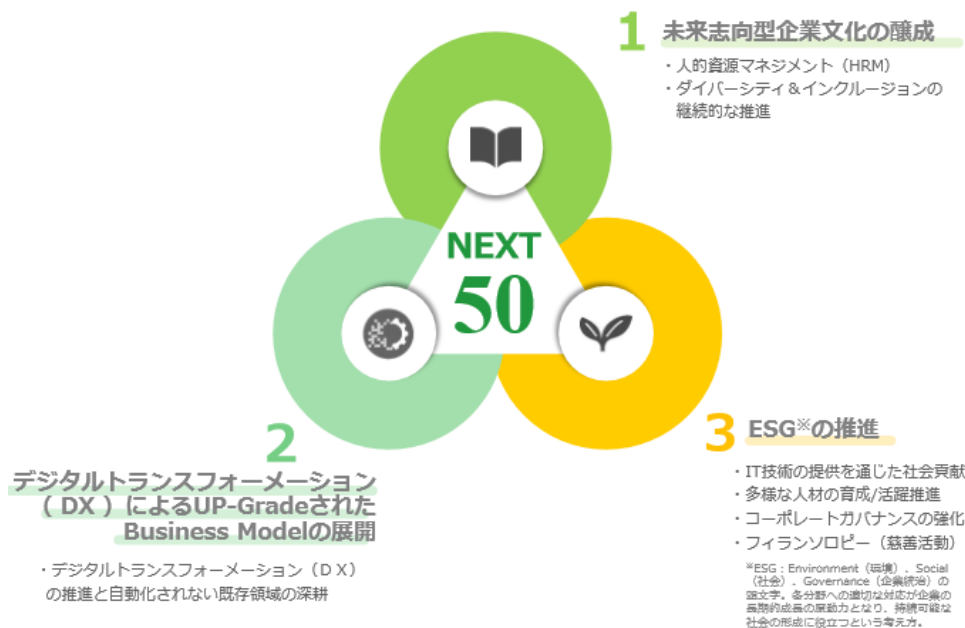 1 未来志向型企業文化の醸成
・人的資源マネジメント（HRM）
・ダイバーシティ＆インクルージョンの
継続的な推進
NEXT
50
2
デジタルトランスフォーメーション
（ DX ）によるUP-Gradeされた
Business Modelの展開
・デジタルトランスフォーメーション（ＤＸ）
の推進と自動化されない既存領域の深耕
3 ESG※の推進
・IT技術の提供を通じた社会貢献
・多様な人材の育成/活躍推進
・コーポレートガバナンスの強化
・フィランソロピー（慈善活動）
※ESG：Environment（環境）、Social
（社会）、Governance（企業統治）の
頭文字。各分野への適切な対応が企業の
長期的成長の原動力となり、持続可能な
社会の形成に役立つという考え方。